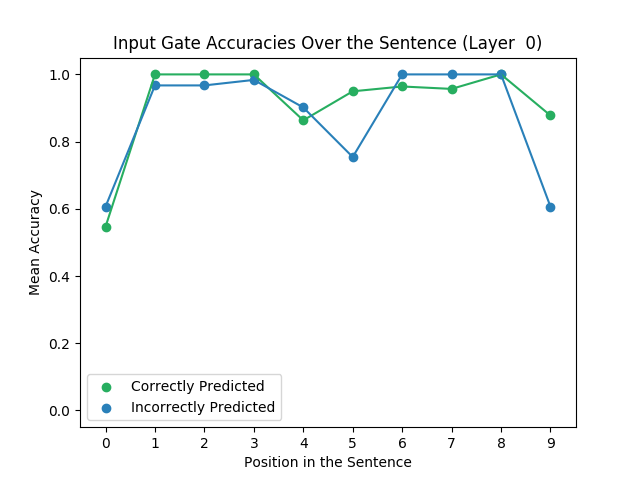 Input Gate Accuracies Over the Sentence (Layer  0)
1.0
0.8
0.6
0.4
0.2
0.0
Mean Accuracy
Correctly Predicted
Incorrectly Predicted
0 1 2 3 4 5 6 7 8 9
Position in the Sentence